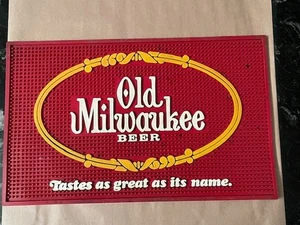 Old
Milwaukee
BEER
Tastes as great as its name.